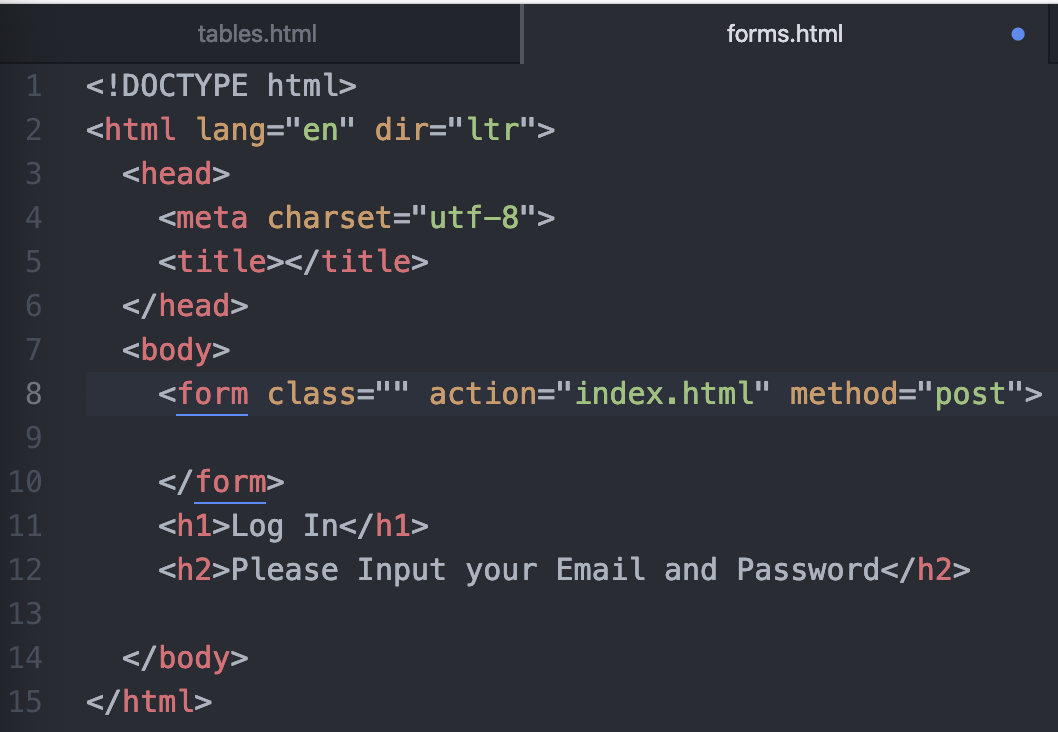 tables.html forms.html
1 <!DOCTYPE html>
2 <html lang="en" dir="ltr">
3   <head>
4     <meta charset="utf-8">
5     <title></title>
6   </head>
7   <body>
8     <form class="" action="index.html" method="post">
9
10     </form>
11     <h1>Log In</h1>
12     <h2>Please Input your Email and Password</h2>
13
14   </body>
15 </html>